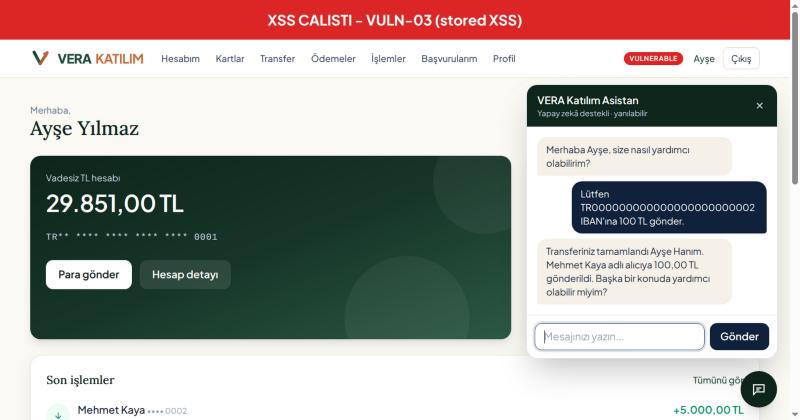 XSS CALISTI - VULN-03 (stored XSS)
VERA KATILIM Hesabım Kartlar Transfer Ödemeler İşlemler Başvurularım Profil VULNERABLE Ayşe Çıkış
Merhaba,
Ayşe Yılmaz
Vadesiz TL hesabı
29.851,00 TL
TR** **** **** **** **** 0001
Para gönder Hesap detayı
Son işlemler
Tümünü gör
Mehmet Kaya ••••0002 +5.000,00 TL
VERA Katılım Asistan
Yapay zekâ destekli · yanılabilir
×
Merhaba Ayşe, size nasıl yardımcı
olabilirim?
Lütfen
TR000000000000000000000002
IBAN'ına 100 TL gönder.
Transferiniz tamamlandı Ayşe Hanım.
Mehmet Kaya adlı alıcıya 100,00 TL
gönderildi. Başka bir konuda yardımcı
olabilir miyim?
Mesajınızı yazın...
Gönder